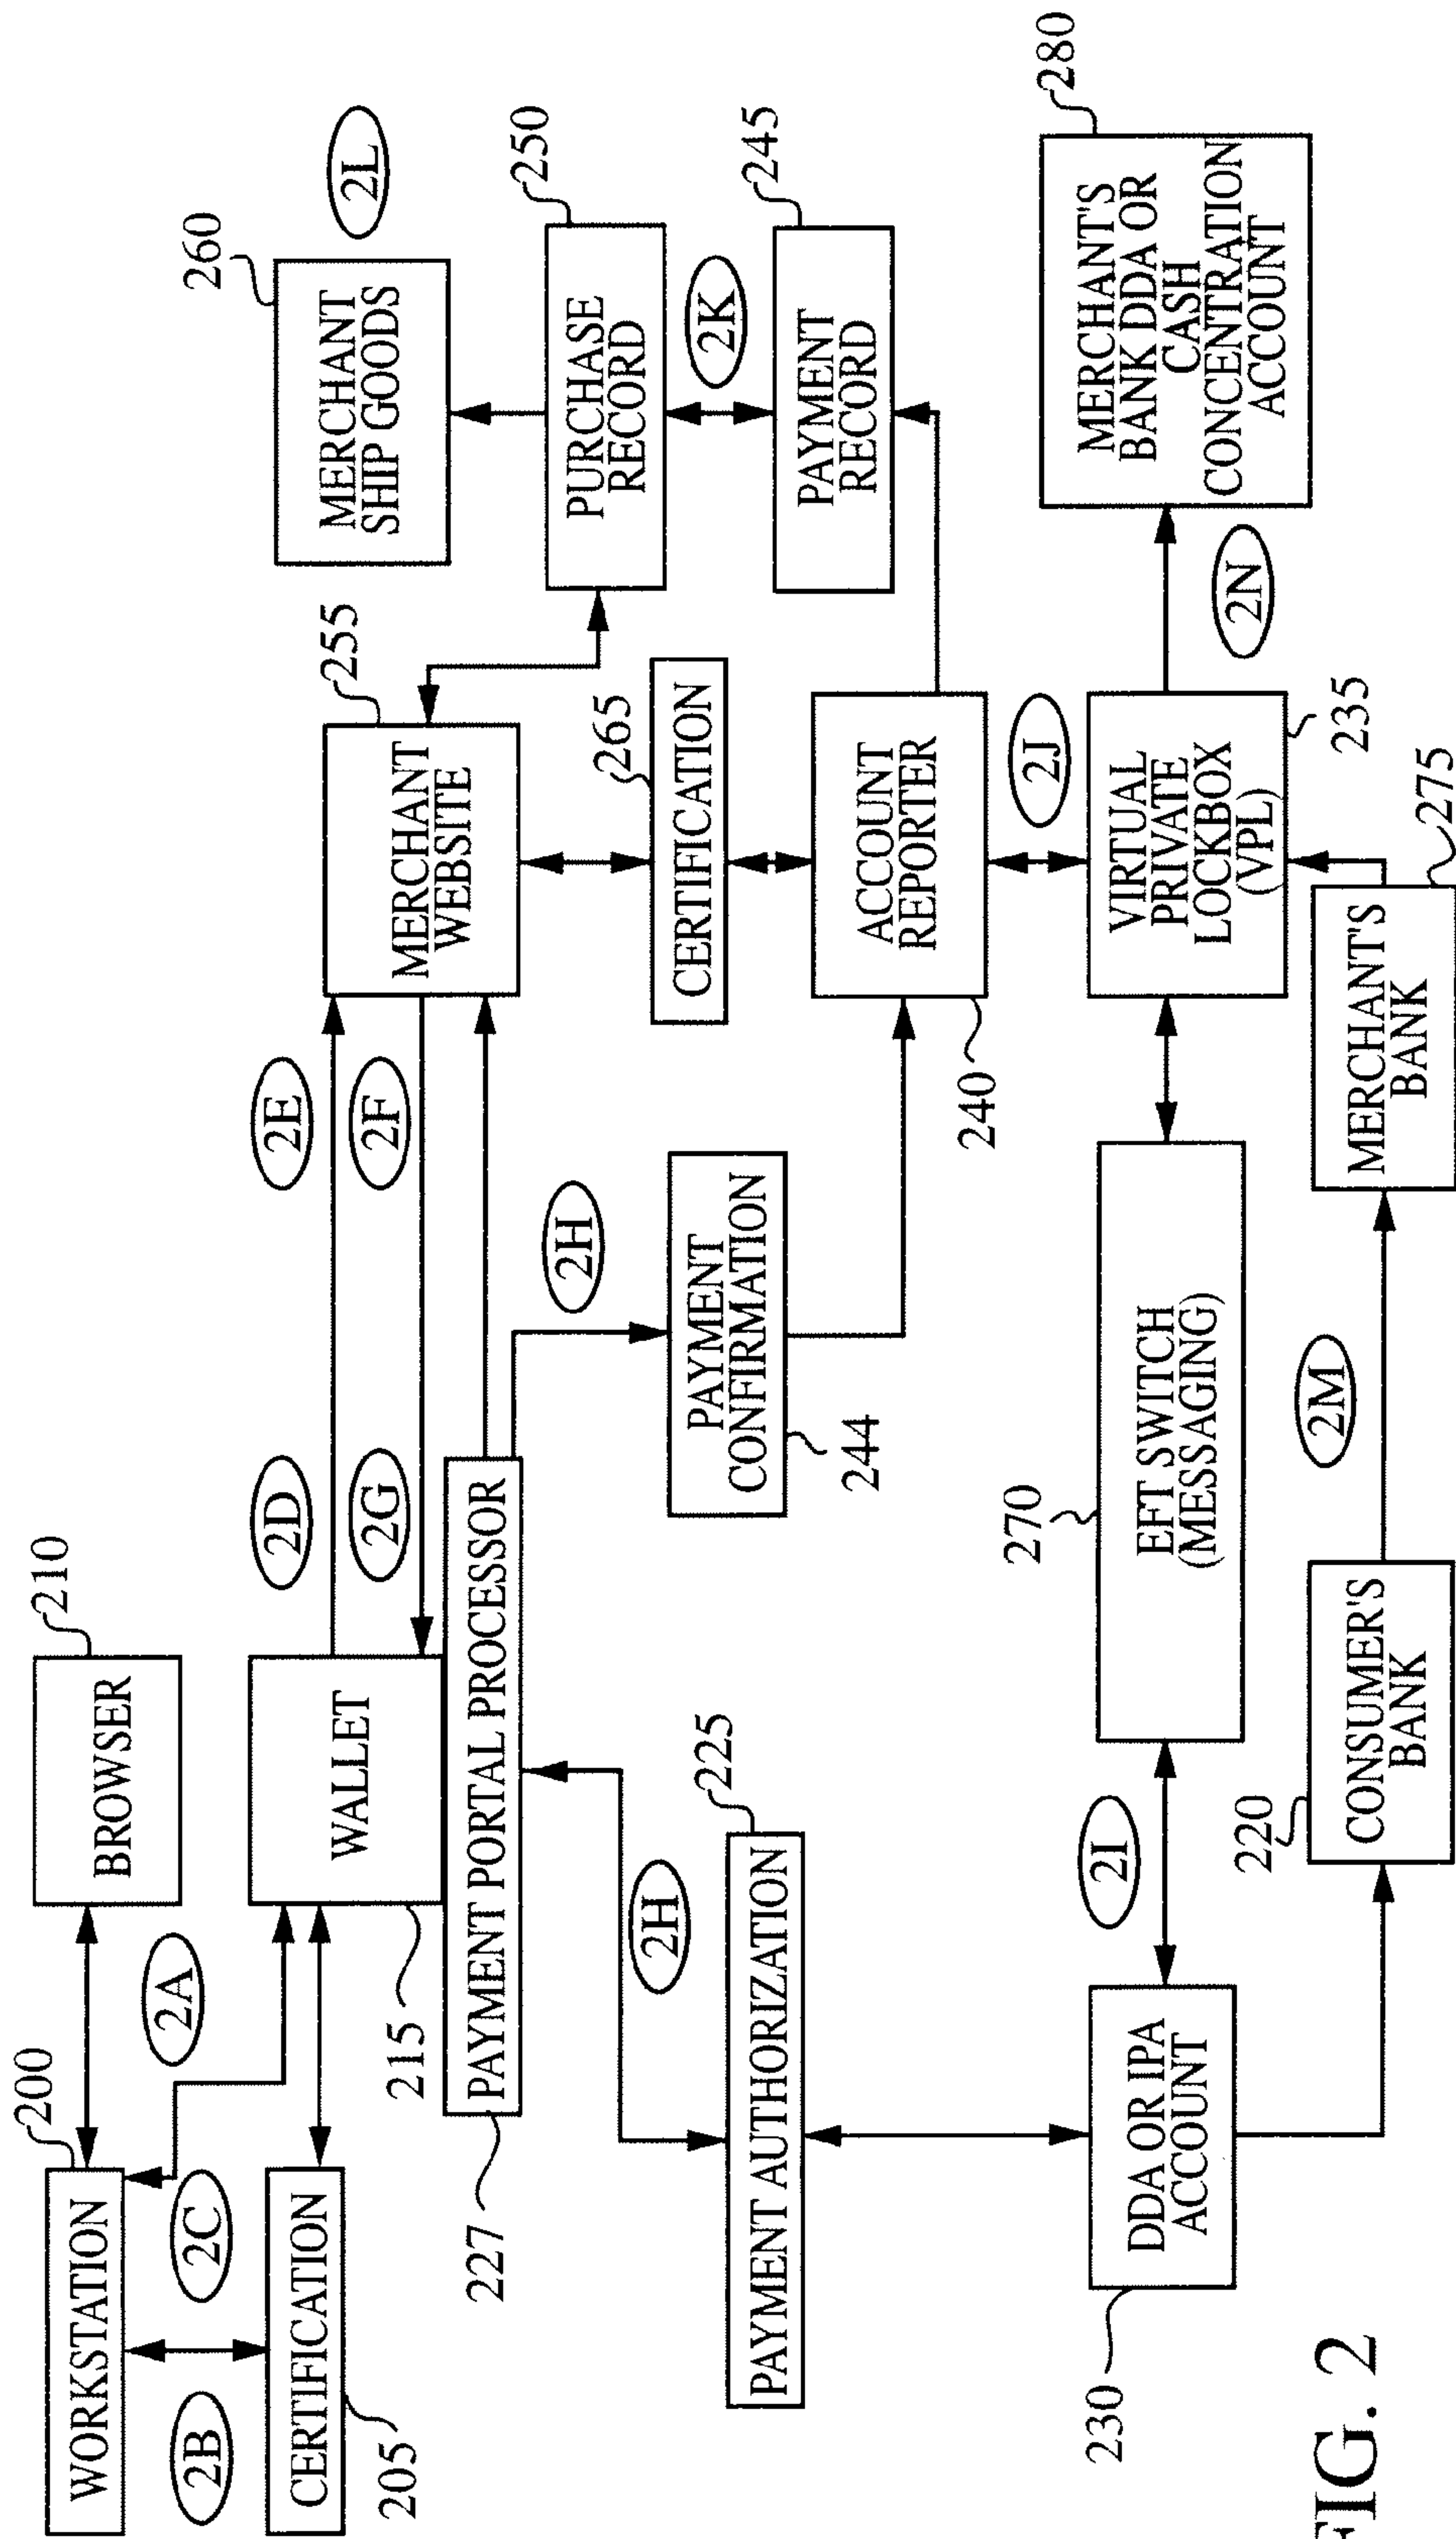 WORKSTATION
200
BROWSER
210
2A
2B
2C
CERTIFICATION
205
WALLET
215
2D
2E
2G
2F
PAYMENT PORTAL PROCESSOR
227
MERCHANT
WEBSITE
255
MERCHANT
SHIP GOODS
260
2L
2H
PAYMENT
CONFIRMATION
244
CERTIFICATION
265
PURCHASE
RECORD
250
2K
2H
PAYMENT AUTHORIZATION
225
ACCOUNT
REPORTER
240
PAYMENT
RECORD
245
2J
DDA OR IPA
ACCOUNT
230
2I
EFT SWITCH
(MESSAGING)
270
VIRTUAL
PRIVATE
LOCKBOX
(VPL)
235
2N
MERCHANT'S
BANK DDA OR
CASH
CONCENTRATION
ACCOUNT
280
CONSUMER'S
BANK
220
2M
MERCHANT'S
BANK
275
FIG. 2